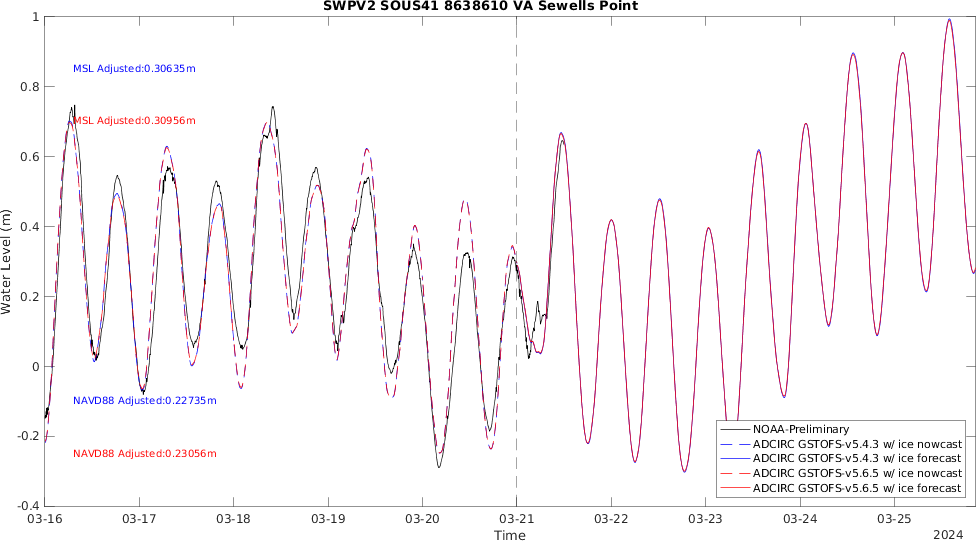 SWPV2 SOUS41 8638610 VA Sewells Point
1
0.8
0.6
0.4
0.2
0
-0.2
-0.4
Water Level (m)
MSL Adjusted:0.30635m
MSL Adjusted:0.30956m
NAVD88 Adjusted:0.22735m
NAVD88 Adjusted:0.23056m
NOAA-Preliminary
ADCIRC GSTOFS-v5.4.3 w/ ice nowcast
ADCIRC GSTOFS-v5.4.3 w/ ice forecast
ADCIRC GSTOFS-v5.6.5 w/ ice nowcast
ADCIRC GSTOFS-v5.6.5 w/ ice forecast
03-16 03-17 03-18 03-19 03-20 03-21 03-22 03-23 03-24 03-25
Time
2024